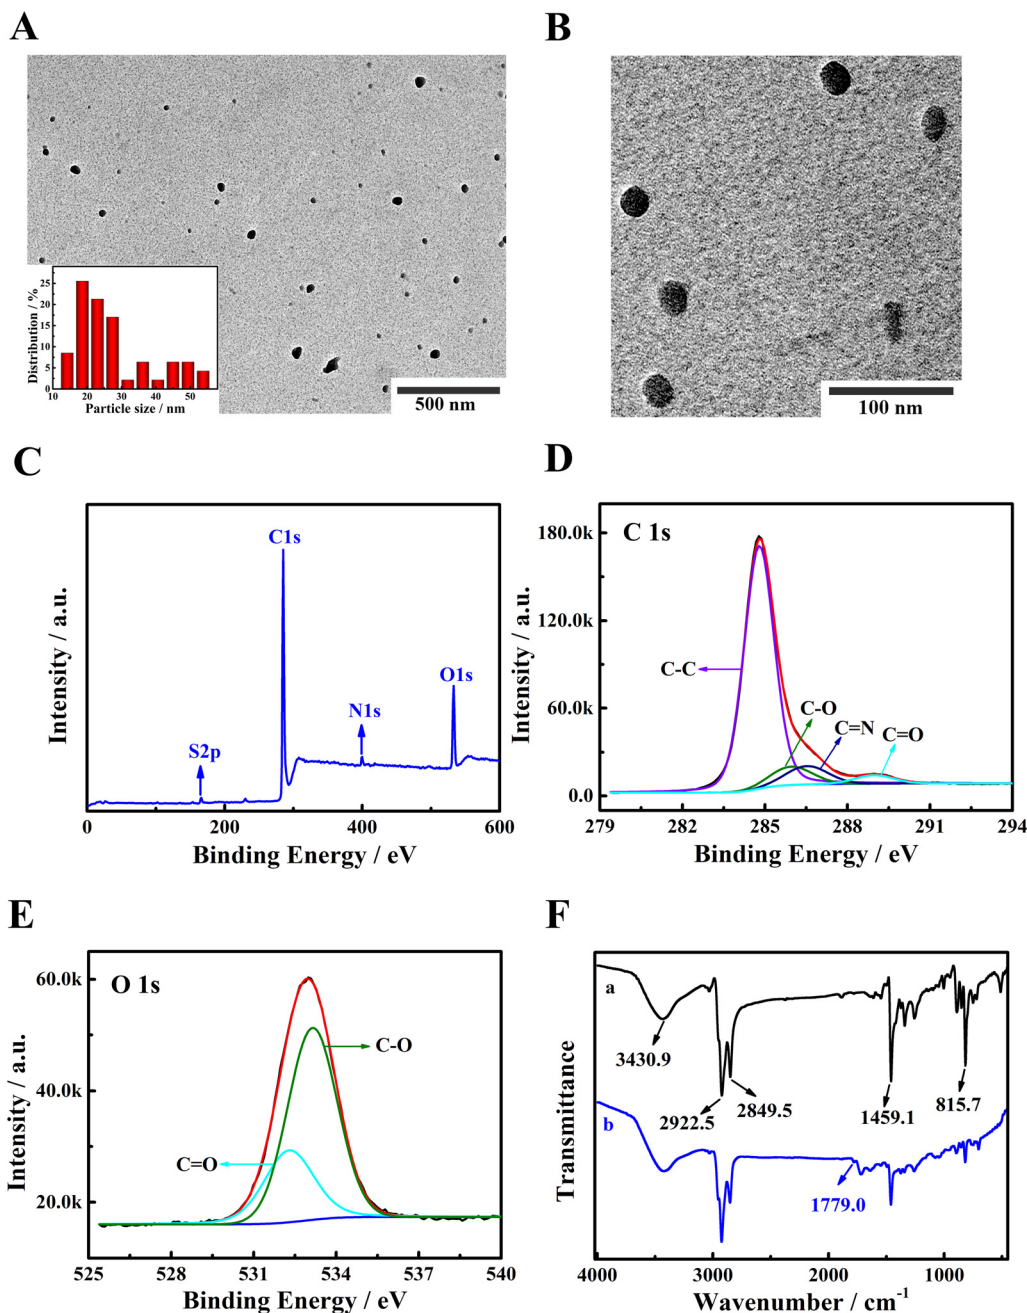 A
B
25
20
15
10
5
0
Distribution / %
10 20 30 40 50
Particle size / nm
500 nm
100 nm
C
D
C1s
O1s
N1s
S2p
Intensity / a.u.
0 200 400 600
Binding Energy / eV
C 1s
180.0k
120.0k
60.0k
0.0
C-C
C-O
C=N
C=O
Intensity / a.u.
279 282 285 288 291 294
Binding Energy / eV
E
F
O 1s
60.0k
40.0k
20.0k
C-O
C=O
Intensity / a.u.
525 528 531 534 537 540
Binding Energy / eV
a
3430.9
2922.5
2849.5
1459.1
815.7
b
1779.0
Transmittance
4000 3000 2000 1000
Wavenumber / cm⁻¹